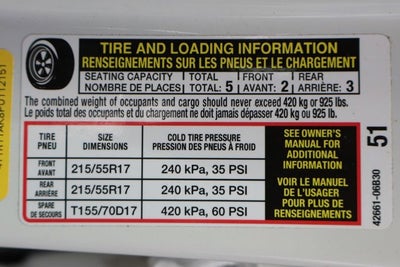 TIRE AND LOADING INFORMATION
RENSEIGNEMENTS SUR LES PNEUS ET LE CHARGEMENT
SEATING CAPACITY TOTAL 5 FRONT 2 REAR 3
NOMBRE DE PLACES TOTAL: AVANT: ARRIÈRE:
The combined weight of occupants and cargo should never exceed 420 kg or 925 lbs.
Le poids total des occupants et du chargement ne doit jamais dépasser 420 kg ou 925 lb.
TIRE SIZE COLD TIRE PRESSURE
PNEU DIMENSIONS PRESSION DES PNEUS À FROID
FRONT
AVANT 215/55R17 240 kPa, 35 PSI
REAR
ARRIÈRE 215/55R17 240 kPa, 35 PSI
SPARE
DE SECOURS T155/70D17 420 kPa, 60 PSI
SEE OWNER'S
MANUAL FOR
ADDITIONAL
INFORMATION
VOIR LE MANUEL
DE L'USAGER
POUR PLUS DE
RENSEIGNEMENTS
51
42661-06B30